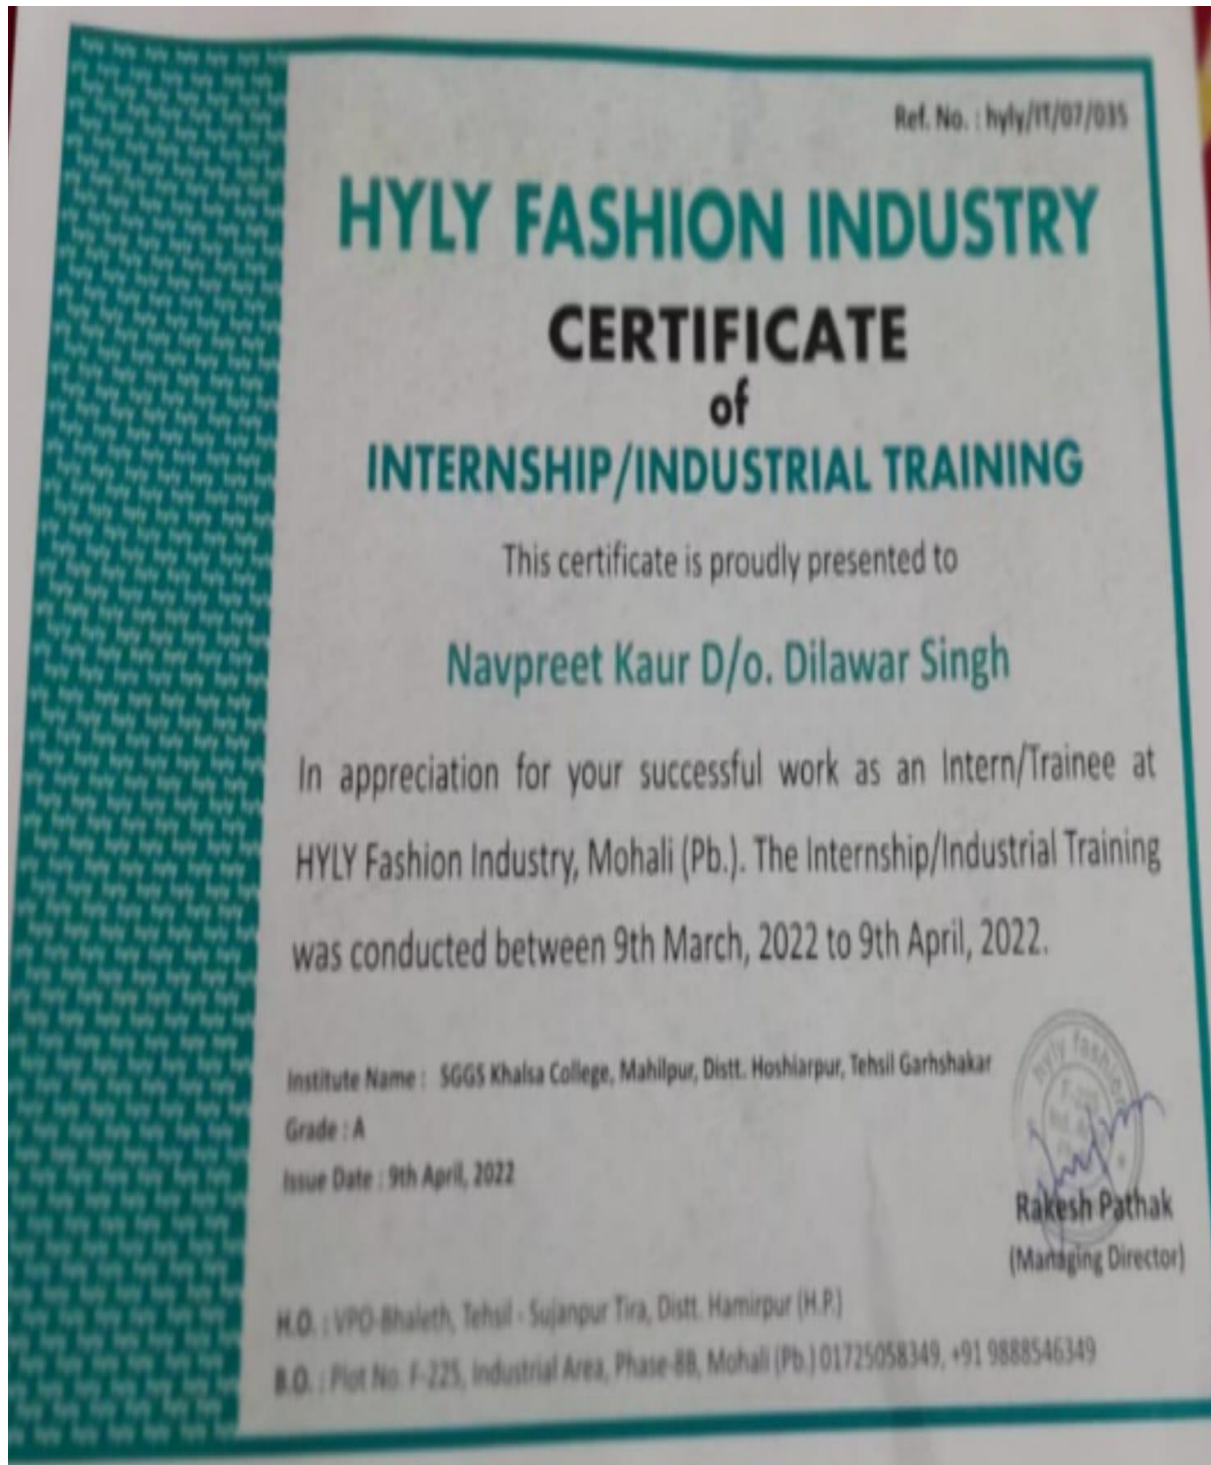 Ref. No. : hyly/IT/07/035
HYLY FASHION INDUSTRY
CERTIFICATE
of
INTERNSHIP/INDUSTRIAL TRAINING
This certificate is proudly presented to
Navpreet Kaur D/o. Dilawar Singh
In appreciation for your successful work as an Intern/Trainee at
HYLY Fashion Industry, Mohali (Pb.). The Internship/Industrial Training
was conducted between 9th March, 2022 to 9th April, 2022.
Institute Name : SGGS Khalsa College, Mahilpur, Distt. Hoshiarpur, Tehsil Garhshakar
Grade : A
Issue Date : 9th April, 2022
hyly fashion
Rakesh Pathak
(Managing Director)
H.O. : VPO-Bhaleth, Tehsil - Sujanpur Tira, Distt. Hamirpur (H.P.)
B.O. : Plot No. F-225, Industrial Area, Phase-8B, Mohali (Pb.) 01725058349, +91 9888546349